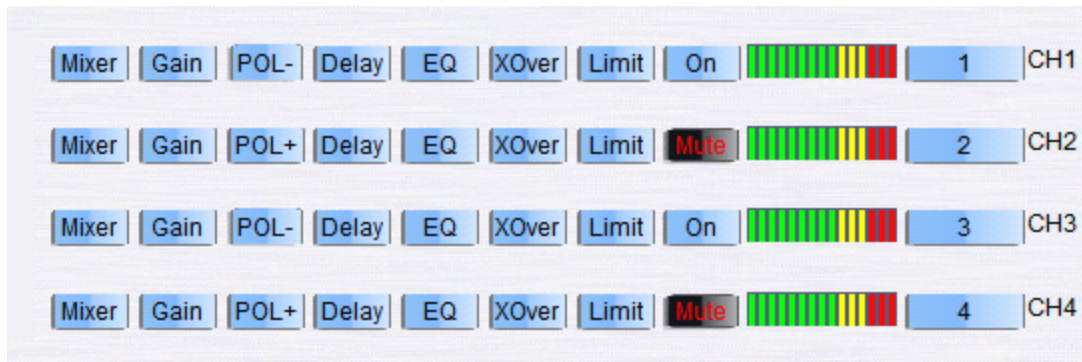 Mixer Gain POL- Delay EQ XOver Limit On 1 CH1
Mixer Gain POL+ Delay EQ XOver Limit Mute 2 CH2
Mixer Gain POL- Delay EQ XOver Limit On 3 CH3
Mixer Gain POL+ Delay EQ XOver Limit Mute 4 CH4